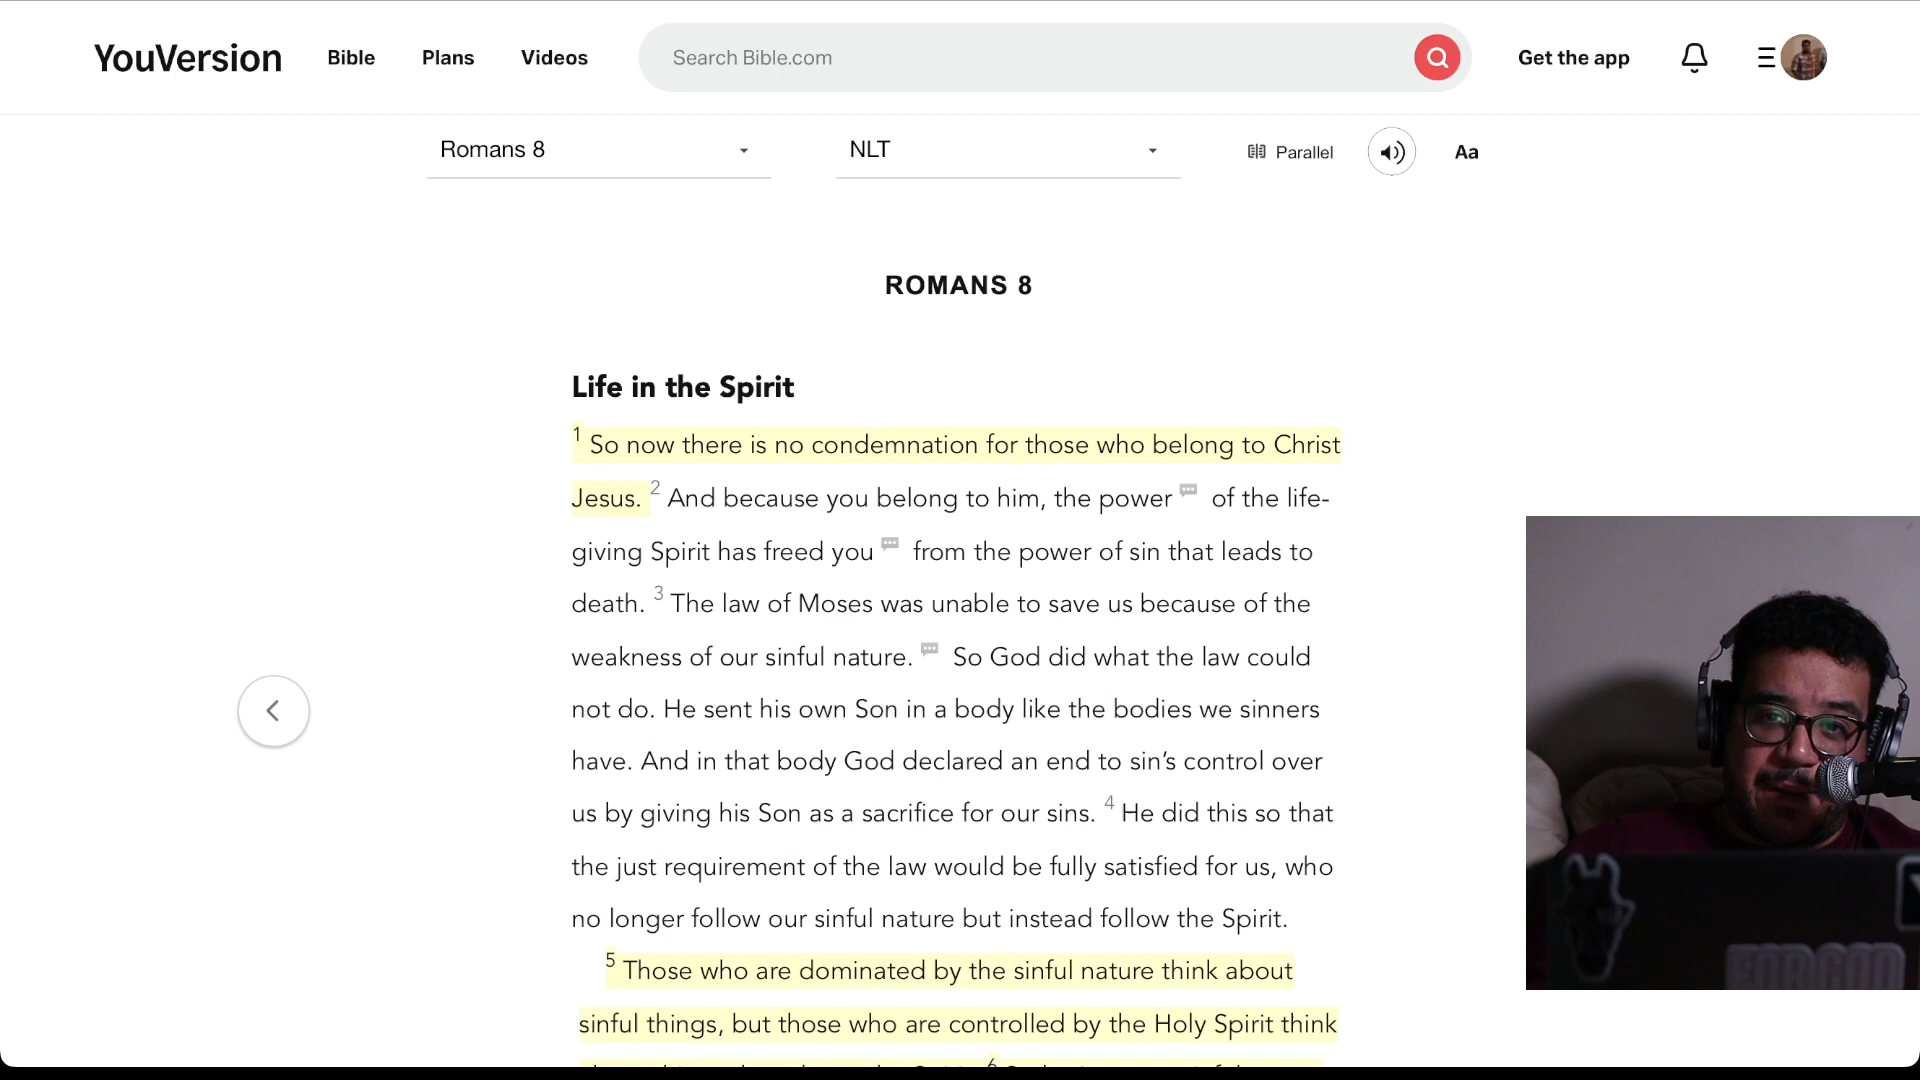 YouVersion Bible Plans Videos Search Bible.com Get the app
Romans 8 NLT Parallel Aa
ROMANS 8
Life in the Spirit
1 So now there is no condemnation for those who belong to Christ
Jesus. 2 And because you belong to him, the power of the life-
giving Spirit has freed you from the power of sin that leads to
death. 3 The law of Moses was unable to save us because of the
weakness of our sinful nature. So God did what the law could
not do. He sent his own Son in a body like the bodies we sinners
have. And in that body God declared an end to sin’s control over
us by giving his Son as a sacrifice for our sins. 4 He did this so that
the just requirement of the law would be fully satisfied for us, who
no longer follow our sinful nature but instead follow the Spirit.
5 Those who are dominated by the sinful nature think about
sinful things, but those who are controlled by the Holy Spirit think
6
FOR GOD